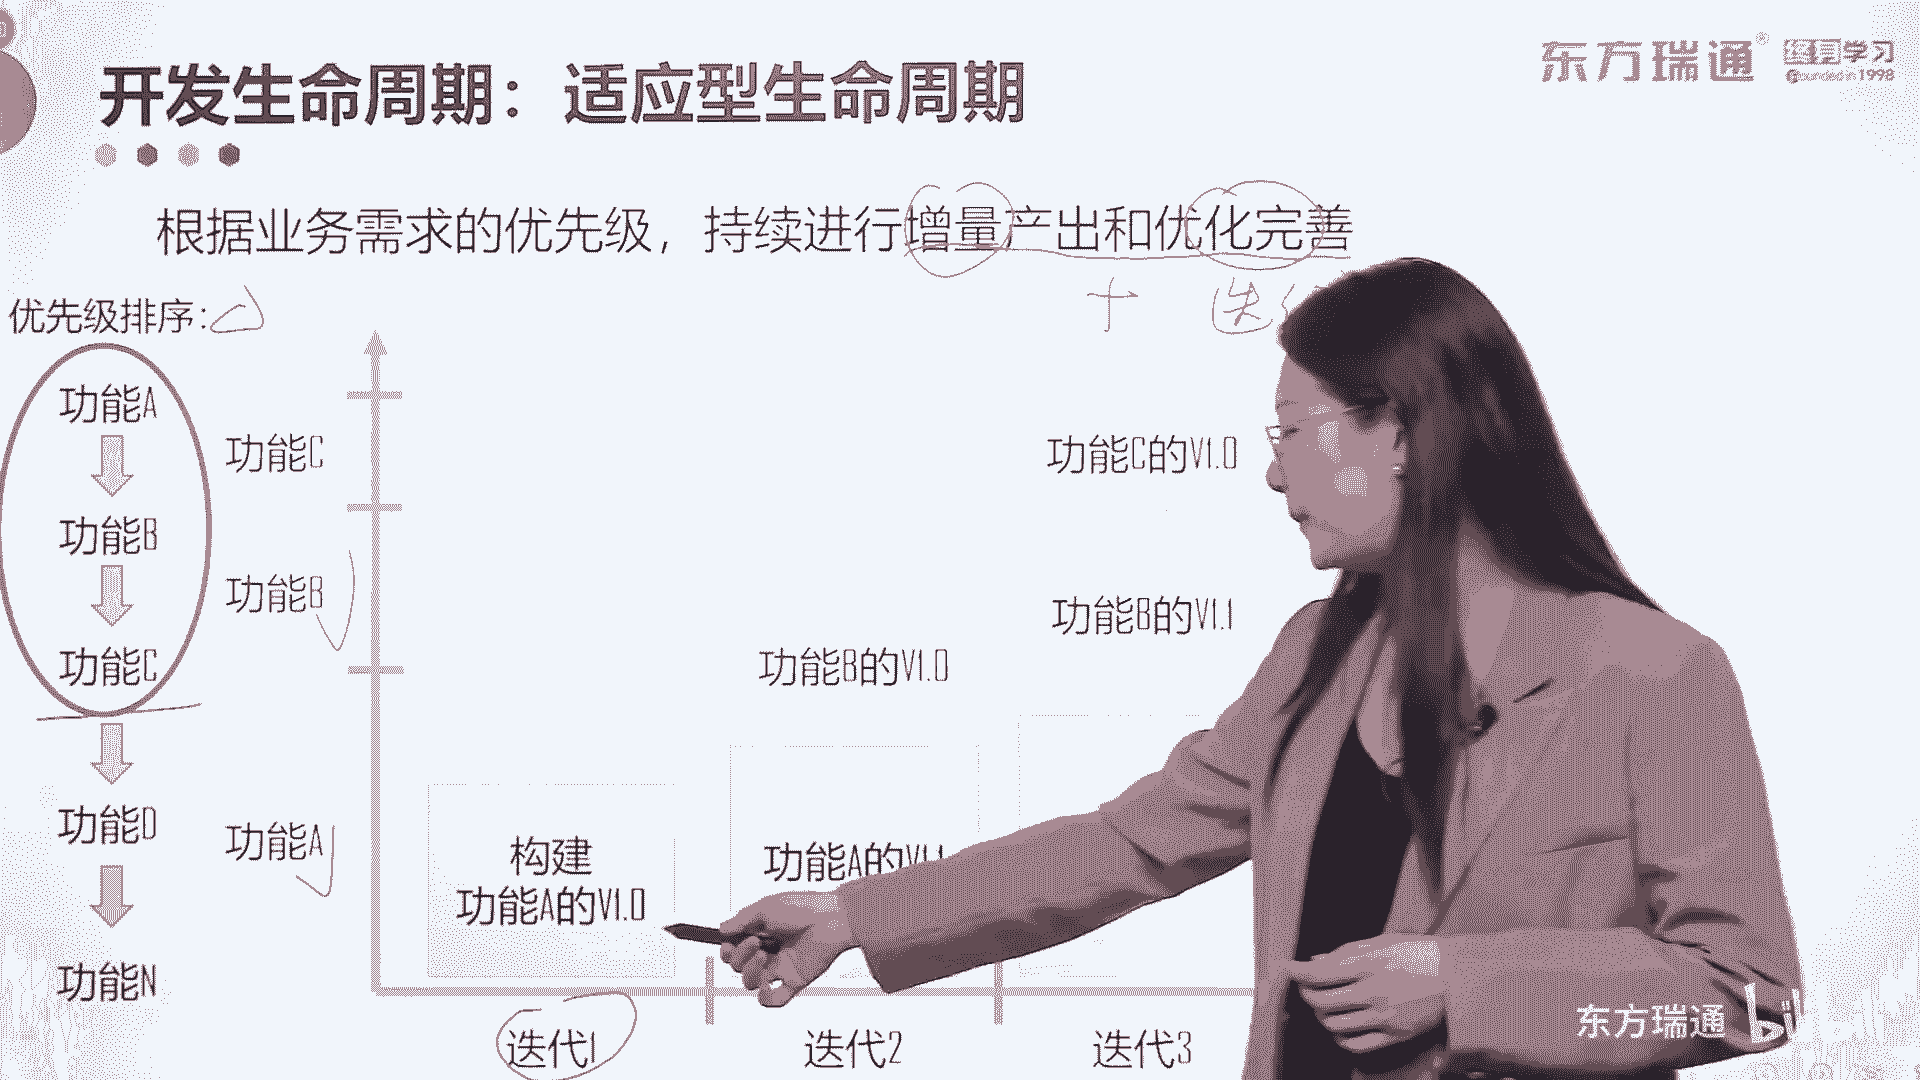 开发生命周期：适应型生命周期
东方瑞通®
终身学习
Founded in 1998
根据业务需求的优先级，持续进行增量产出和优化完善
十 迭
优先级排序：
功能A
功能B
功能C
功能D
功能N
功能C
功能B
功能A
功能C的V1.0
功能B的V1.1
功能B的V1.0
构建
功能A的V1.0
功能A的V1.1
迭代1
迭代2
迭代3
东方瑞通